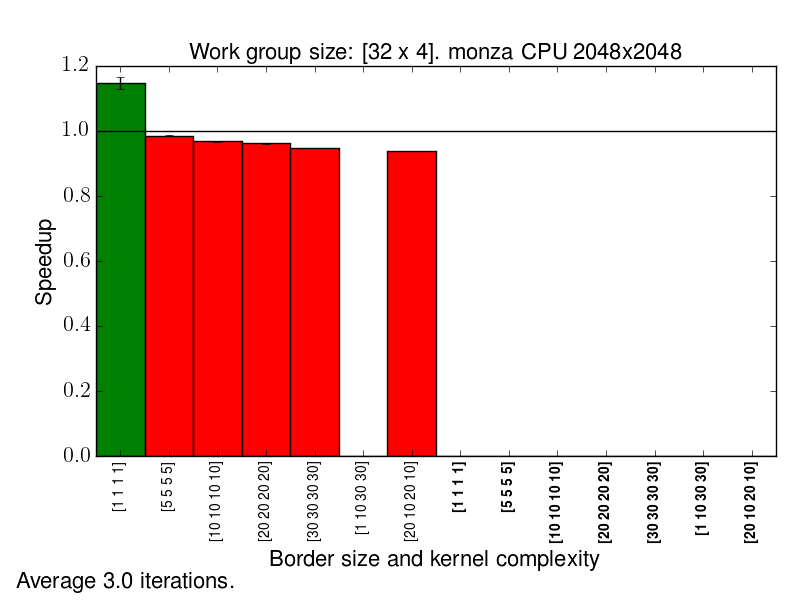 Work group size: [32 x 4]. monza CPU 2048x2048
1.2
1.0
0.8
0.6
0.4
0.2
0.0
Speedup
[1 1 1 1]
[5 5 5 5]
[10 10 10 10]
[20 20 20 20]
[30 30 30 30]
[1 10 30 30]
[20 10 20 10]
[1 1 1 1]
[5 5 5 5]
[10 10 10 10]
[20 20 20 20]
[30 30 30 30]
[1 10 30 30]
[20 10 20 10]
Border size and kernel complexity
Average 3.0 iterations.